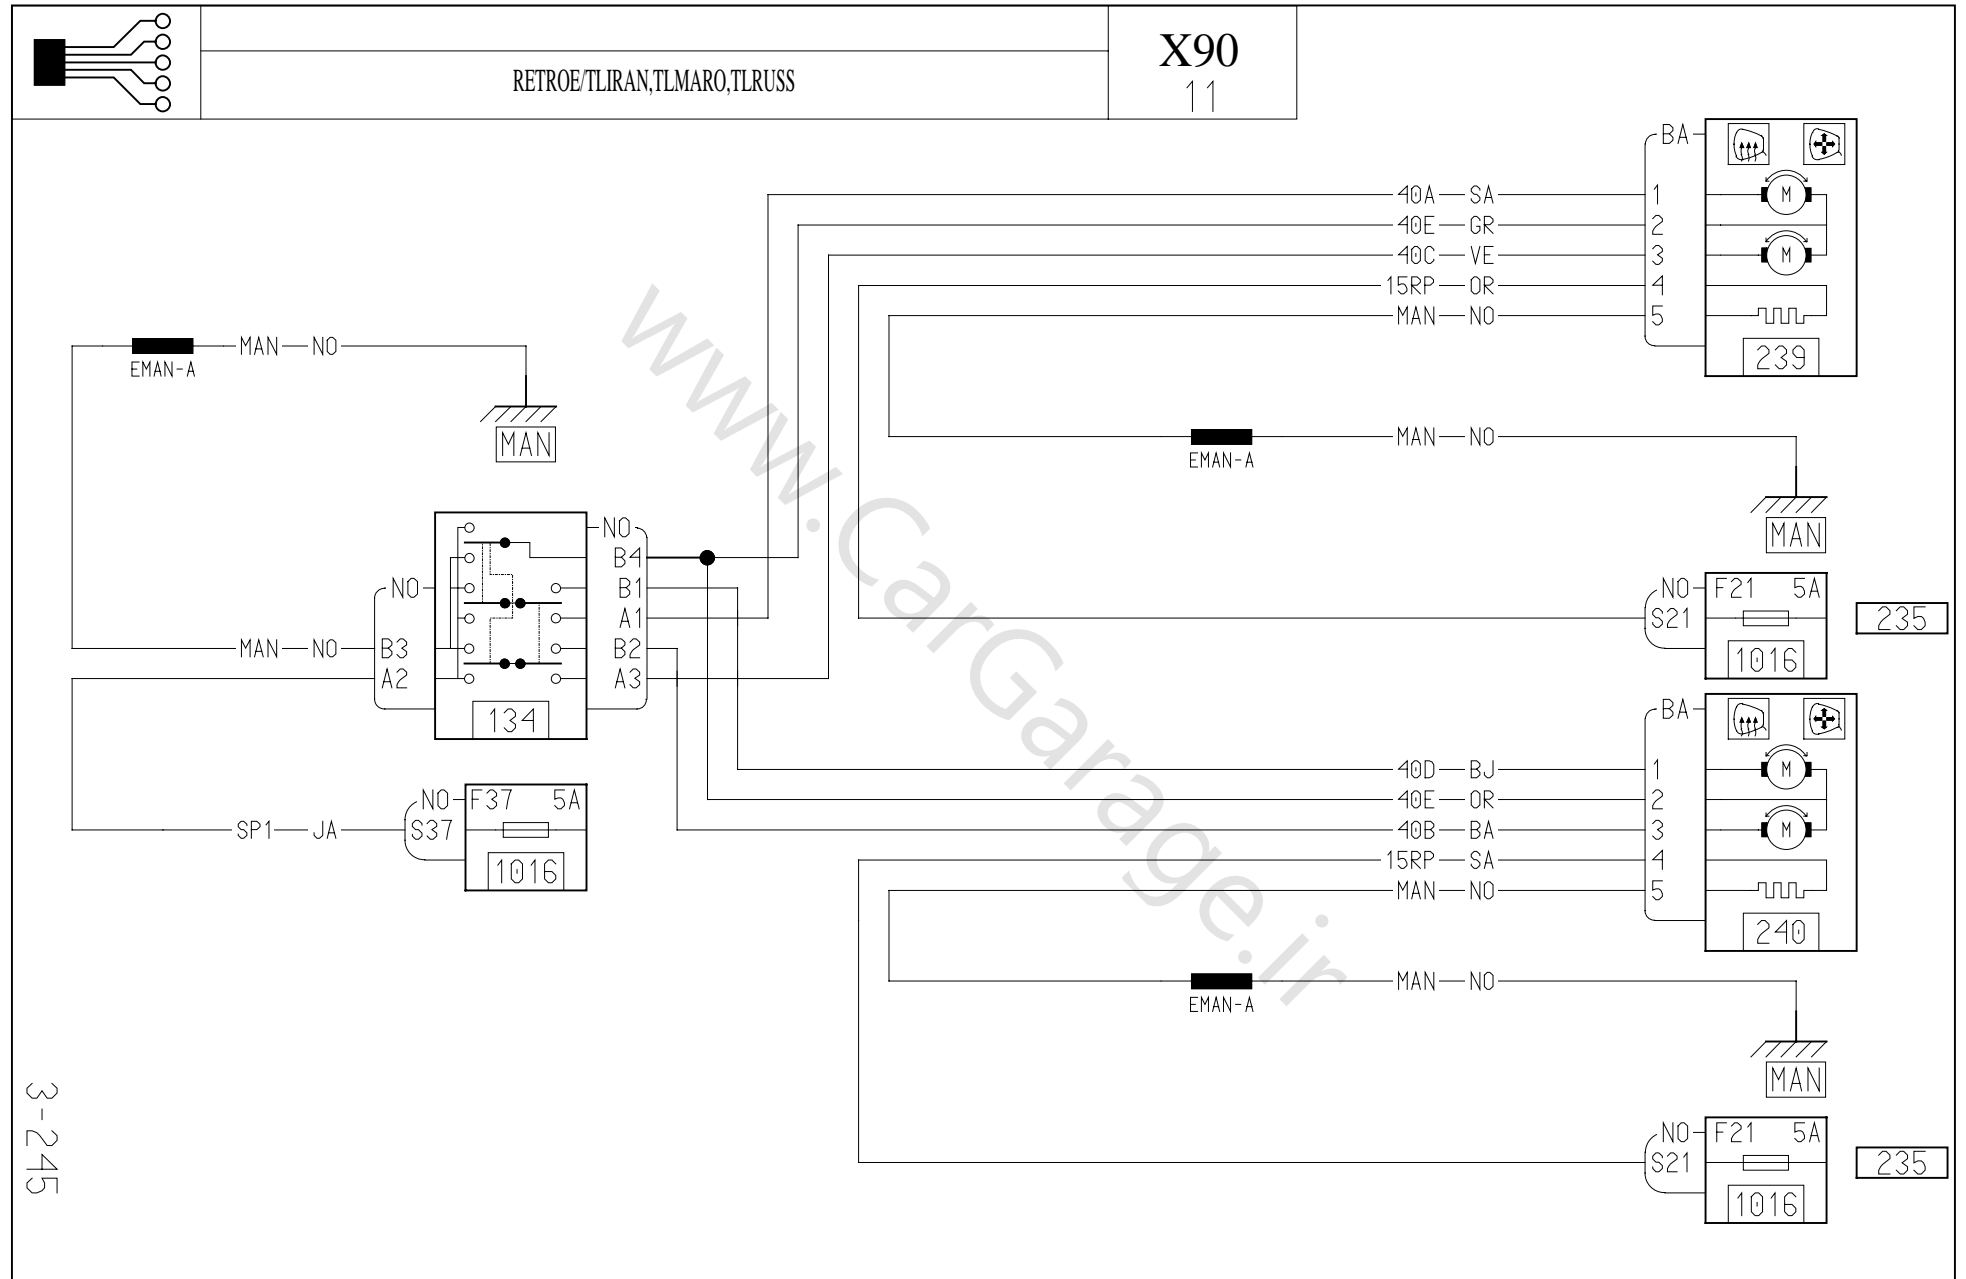 RETROE/TLIRAN,TLMARO,TLRUSS
X90
11
BA
40A SA 1
40E GR 2
40C VE 3
15RP OR 4
MAN NO 5
M
M
239
EMAN-A
MAN NO
MAN
EMAN-A
MAN NO
MAN
NO
B4
B1
A1
B2
A3
NO
MAN NO B3
A2
134
NO F21 5A
S21
1016
235
BA
40D BJ 1
40E OR 2
40B BA 3
15RP SA 4
MAN NO 5
M
M
240
NO F37 5A
SP1 JA S37
1016
EMAN-A
MAN NO
MAN
NO F21 5A
S21
1016
235
3-245
www.CarGarage.ir